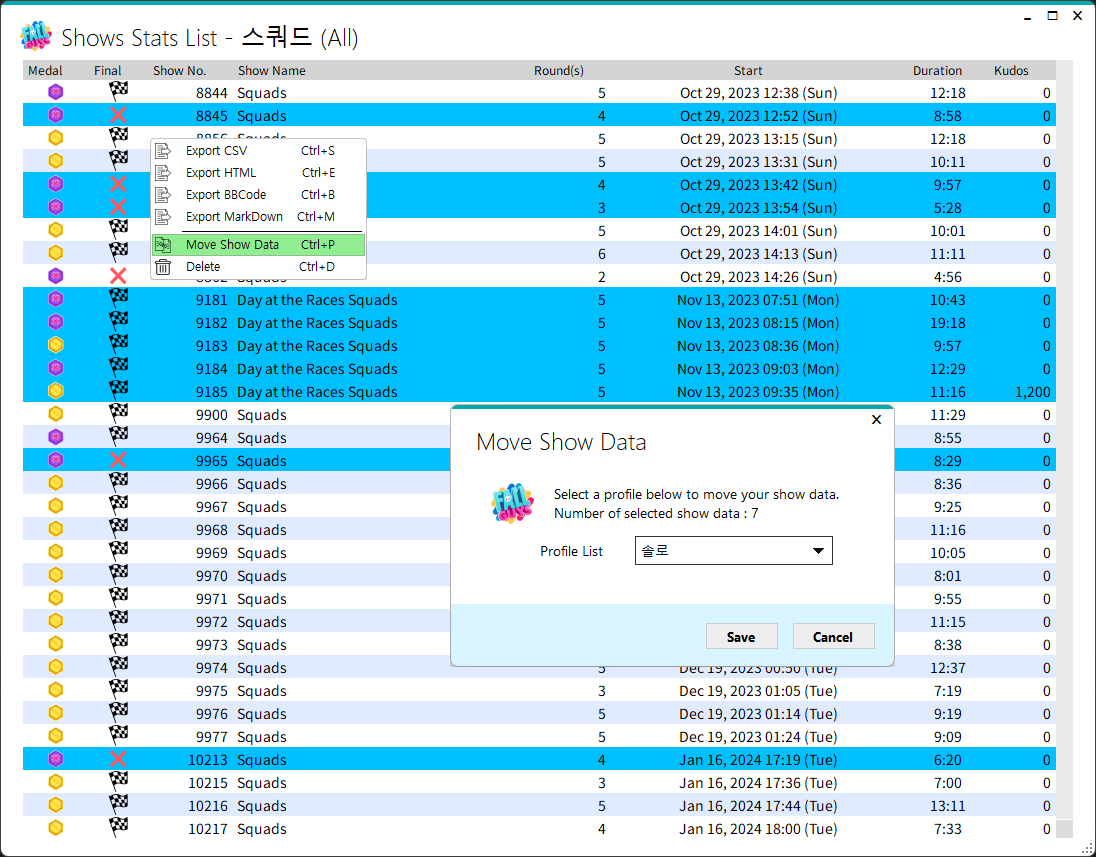 Shows Stats List - 스쿼드 (All)
Medal Final Show No. Show Name Round(s) Start Duration Kudos
8844 Squads 5 Oct 29, 2023 12:38 (Sun) 12:18 0
8845 Squads 4 Oct 29, 2023 12:52 (Sun) 8:58 0
8856 Squads 5 Oct 29, 2023 13:15 (Sun) 12:18 0
5 Oct 29, 2023 13:31 (Sun) 10:11 0
4 Oct 29, 2023 13:42 (Sun) 9:57 0
3 Oct 29, 2023 13:54 (Sun) 5:28 0
5 Oct 29, 2023 14:01 (Sun) 10:01 0
6 Oct 29, 2023 14:13 (Sun) 11:11 0
Squads 2 Oct 29, 2023 14:26 (Sun) 4:56 0
Export CSV Ctrl+S
Export HTML Ctrl+E
Export BBCode Ctrl+B
Export MarkDown Ctrl+M
Move Show Data Ctrl+P
Delete Ctrl+D
9181 Day at the Races Squads 5 Nov 13, 2023 07:51 (Mon) 10:43 0
9182 Day at the Races Squads 5 Nov 13, 2023 08:15 (Mon) 19:18 0
9183 Day at the Races Squads 5 Nov 13, 2023 08:36 (Mon) 9:57 0
9184 Day at the Races Squads 5 Nov 13, 2023 09:03 (Mon) 12:29 0
9185 Day at the Races Squads 5 Nov 13, 2023 09:35 (Mon) 11:16 1,200
9900 Squads 11:29 0
9964 Squads 8:55 0
9965 Squads 8:29 0
9966 Squads 8:36 0
9967 Squads 9:25 0
9968 Squads 11:16 0
9969 Squads 10:05 0
9970 Squads 8:01 0
9971 Squads 9:55 0
9972 Squads 11:15 0
9973 Squads 8:38 0
9974 Squads 5 Dec 19, 2023 00:50 (Tue) 12:37 0
Move Show Data
FALL GUYS
Select a profile below to move your show data.
Number of selected show data : 7
Profile List 솔로
Save Cancel
9975 Squads 3 Dec 19, 2023 01:05 (Tue) 7:19 0
9976 Squads 5 Dec 19, 2023 01:14 (Tue) 9:19 0
9977 Squads 5 Dec 19, 2023 01:24 (Tue) 9:09 0
10213 Squads 4 Jan 16, 2024 17:19 (Tue) 6:20 0
10215 Squads 3 Jan 16, 2024 17:36 (Tue) 7:00 0
10216 Squads 5 Jan 16, 2024 17:44 (Tue) 13:11 0
10217 Squads 4 Jan 16, 2024 18:00 (Tue) 7:33 0